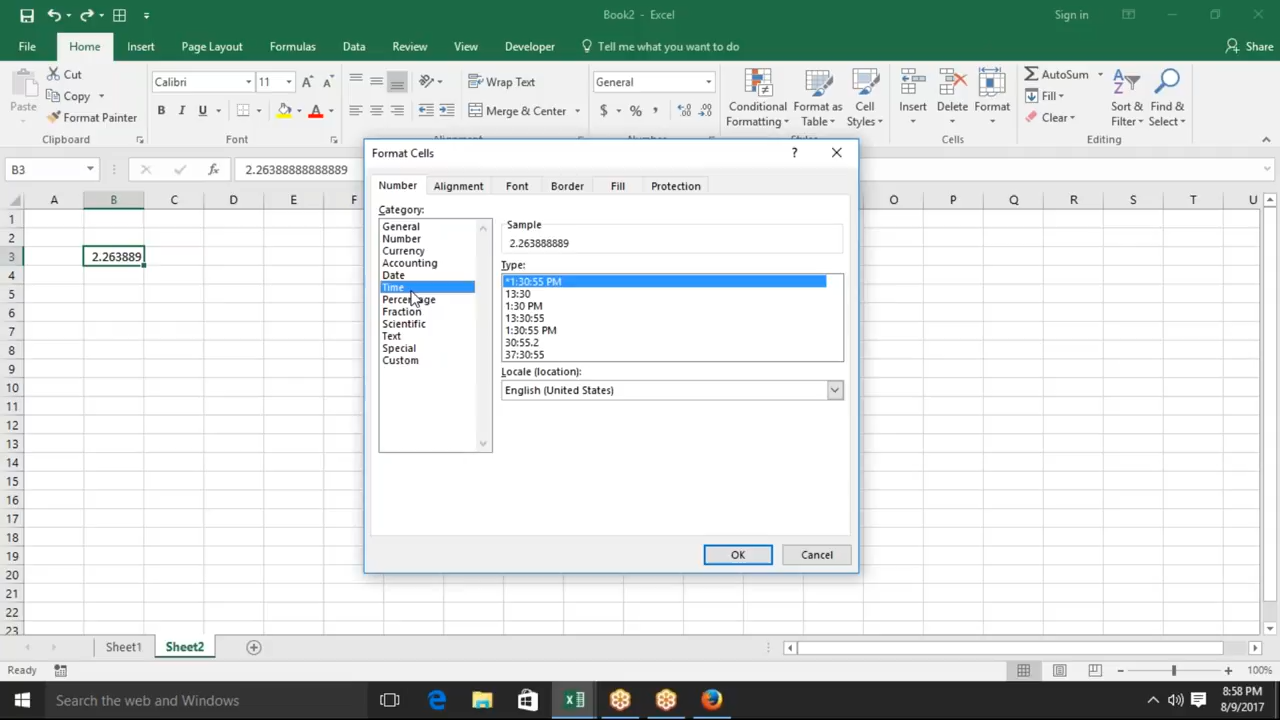 Book2 - Excel
Sign in
File Home Insert Page Layout Formulas Data Review View Developer Tell me what you want to do Share
Paste
Cut
Copy
Format Painter
Clipboard
Calibri 11
B I U
Font
Wrap Text
Merge & Center
General
$ % ,
Conditional Formatting
Format as Table
Cell Styles
Insert Delete Format
Cells
AutoSum
Fill
Clear
Sort & Filter
Find & Select
Editing
B3 fx 2.26388888888889
A B C D E F O P Q R S T U
1
2
3 2.263889
4
5
6
7
8
9
10
11
12
13
14
15
16
17
18
19
20
21
22
23
Format Cells ?
Number Alignment Font Border Fill Protection
Category:
General
Number
Currency
Accounting
Date
Time
Percentage
Fraction
Scientific
Text
Special
Custom
Sample
2.263888889
Type:
*1:30:55 PM
13:30
1:30 PM
13:30:55
1:30:55 PM
30:55.2
37:30:55
Locale (location):
English (United States)
OK Cancel
Sheet1 Sheet2
Ready 100%
Search the web and Windows
8:58 PM
8/9/2017